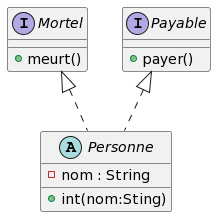 I Mortel
meurt()
I Payable
payer()
A Personne
nom : String
int(nom:Sting)